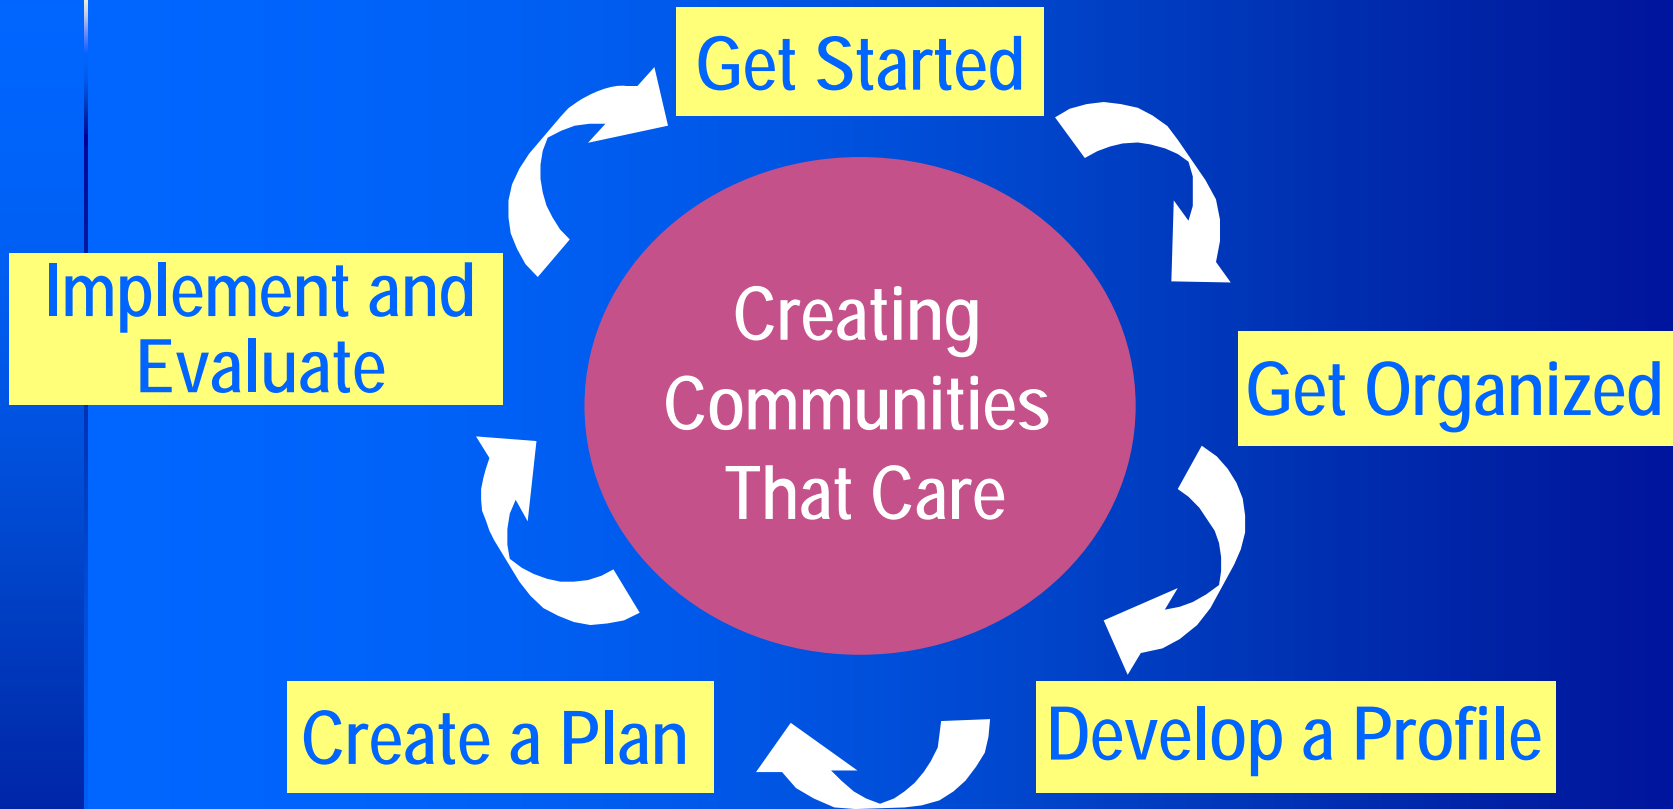 Get Started
Implement and
Evaluate
Creating
Communities
That Care
Get Organized
Create a Plan
Develop a Profile